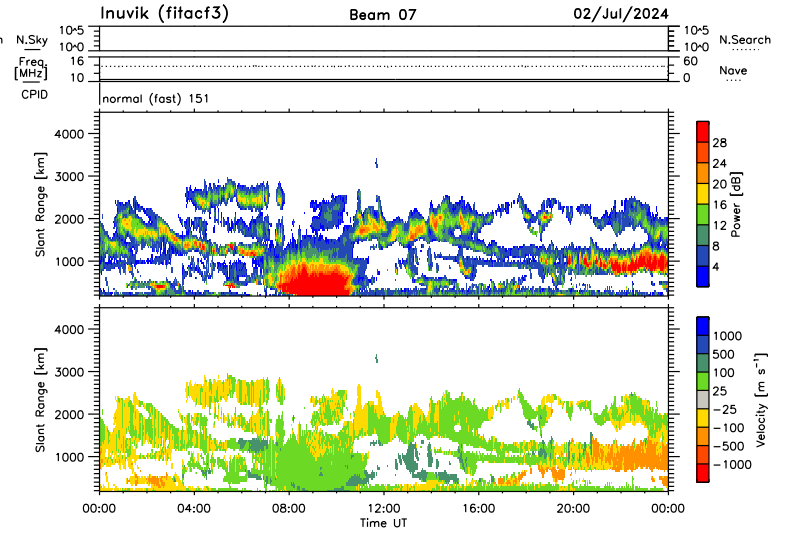 Inuvik (fitacf3) Beam 07 02/Jul/2024
n N.Sky 10^5 10^0 10^5 10^0 N.Search
Freq. [MHz] 16 10 60 0 Nave
CPID normal (fast) 151
Slant Range [km] 4000 3000 2000 1000
28 24 20 16 12 8 4 Power [dB]
Slant Range [km] 4000 3000 2000 1000
1000 500 100 25 -25 -100 -500 -1000 Velocity [m s^-1]
00:00 04:00 08:00 12:00 16:00 20:00 00:00
Time UT